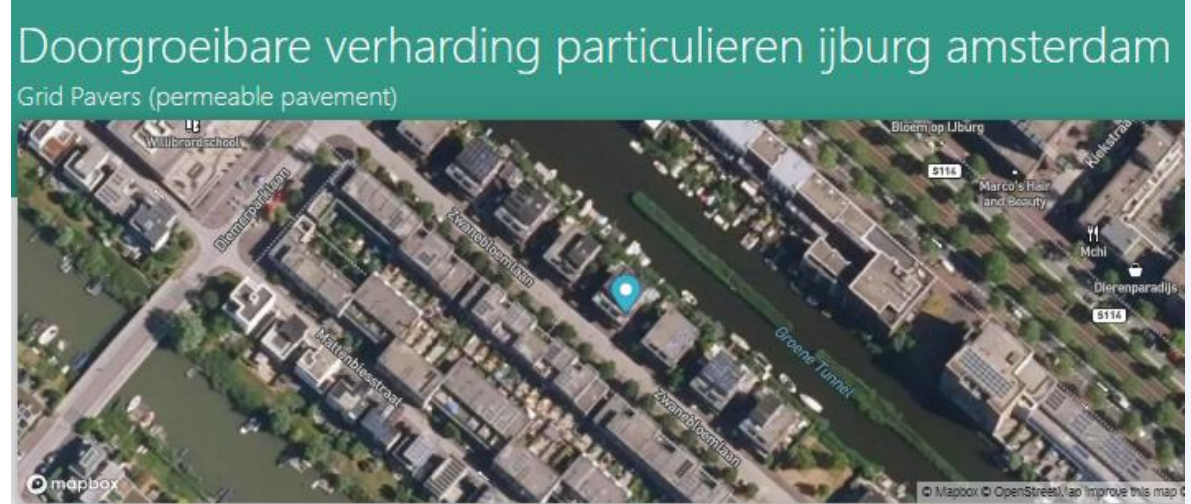 Doorgroeibare verharding particulieren ijburg amsterdam
Grid Pavers (permeable pavement)
Willibrordschool
Bloem op IJburg
Klekstraa
S114
Diemerparklaan
Marco's Hair
and Beauty
Zwanebloemlaan
Mchi
Dierenparadijs
S114
Groene Tunnel
Mattenbiesstraat
Zwanebloemlaan
mapbox
© Mapbox © OpenStreetMap Improve this map